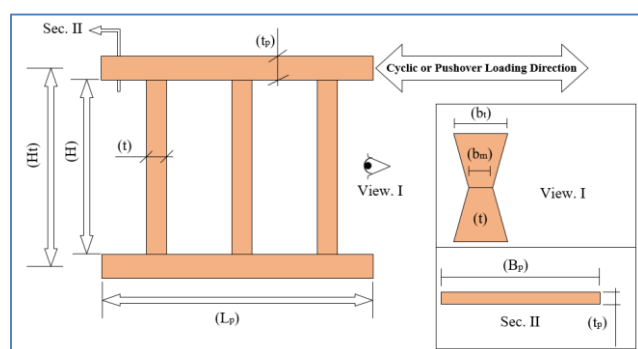 Sec. II
(tp)
Cyclic or Pushover Loading Direction
(Ht)
(H)
(t)
View. I
(Lp)
(bt)
(bm)
View. I
(t)
(Bp)
Sec. II
(tp)